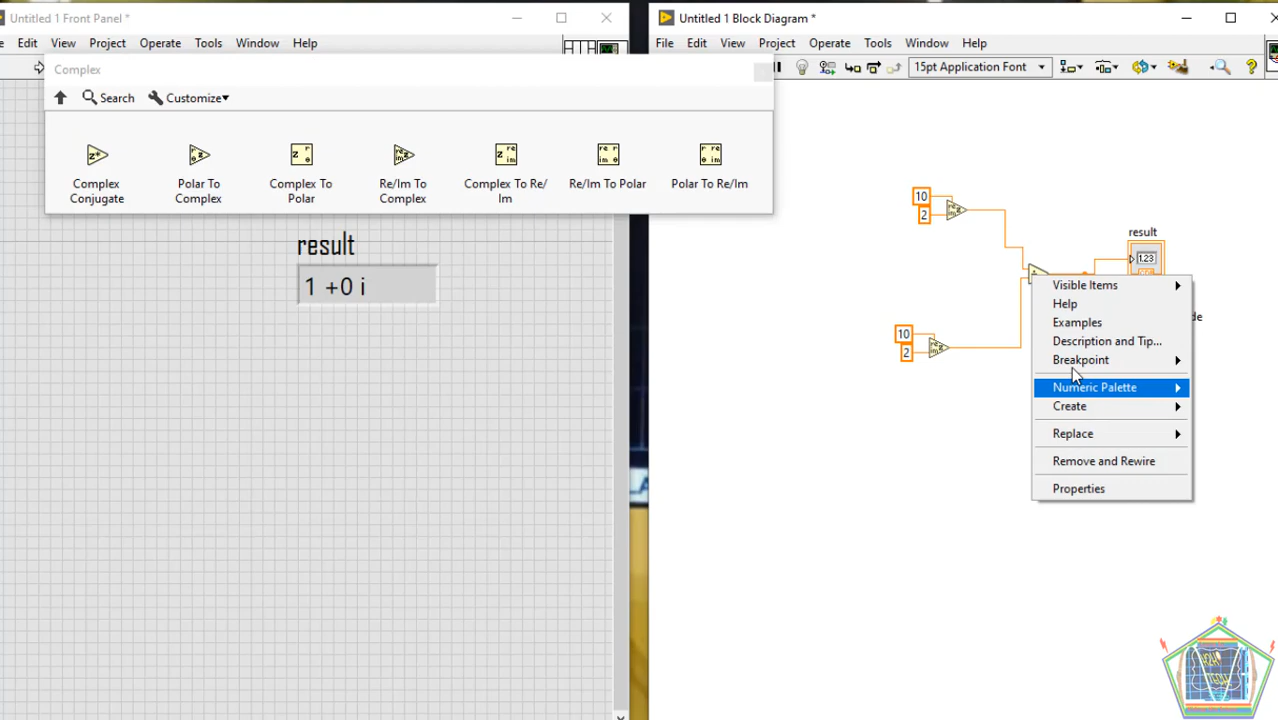 Untitled 1 Front Panel *
Edit View Project Operate Tools Window Help
Complex
Search Customize
Complex Conjugate
Polar To Complex
Complex To Polar
Re/Im To Complex
Complex To Re/ Im
Re/Im To Polar
Polar To Re/Im
result
1 +0 i
Untitled 1 Block Diagram *
File Edit View Project Operate Tools Window Help
15pt Application Font
10
2
result
1.23
10
2
de
Visible Items
Help
Examples
Description and Tip...
Breakpoint
Numeric Palette
Create
Replace
Remove and Rewire
Properties